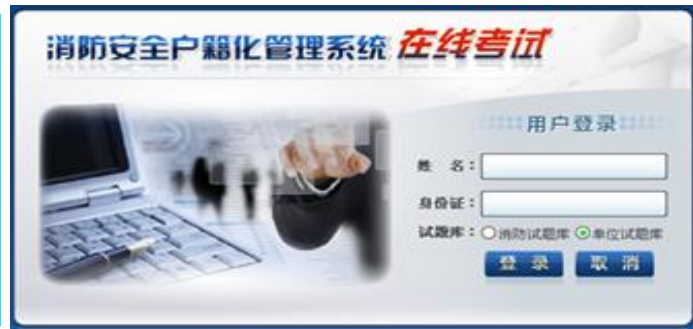 消防安全户籍化管理系统 在线考试
用户登录
姓 名：
身份证：
试题库： 消防试题库 单位试题库
登 录 取 消